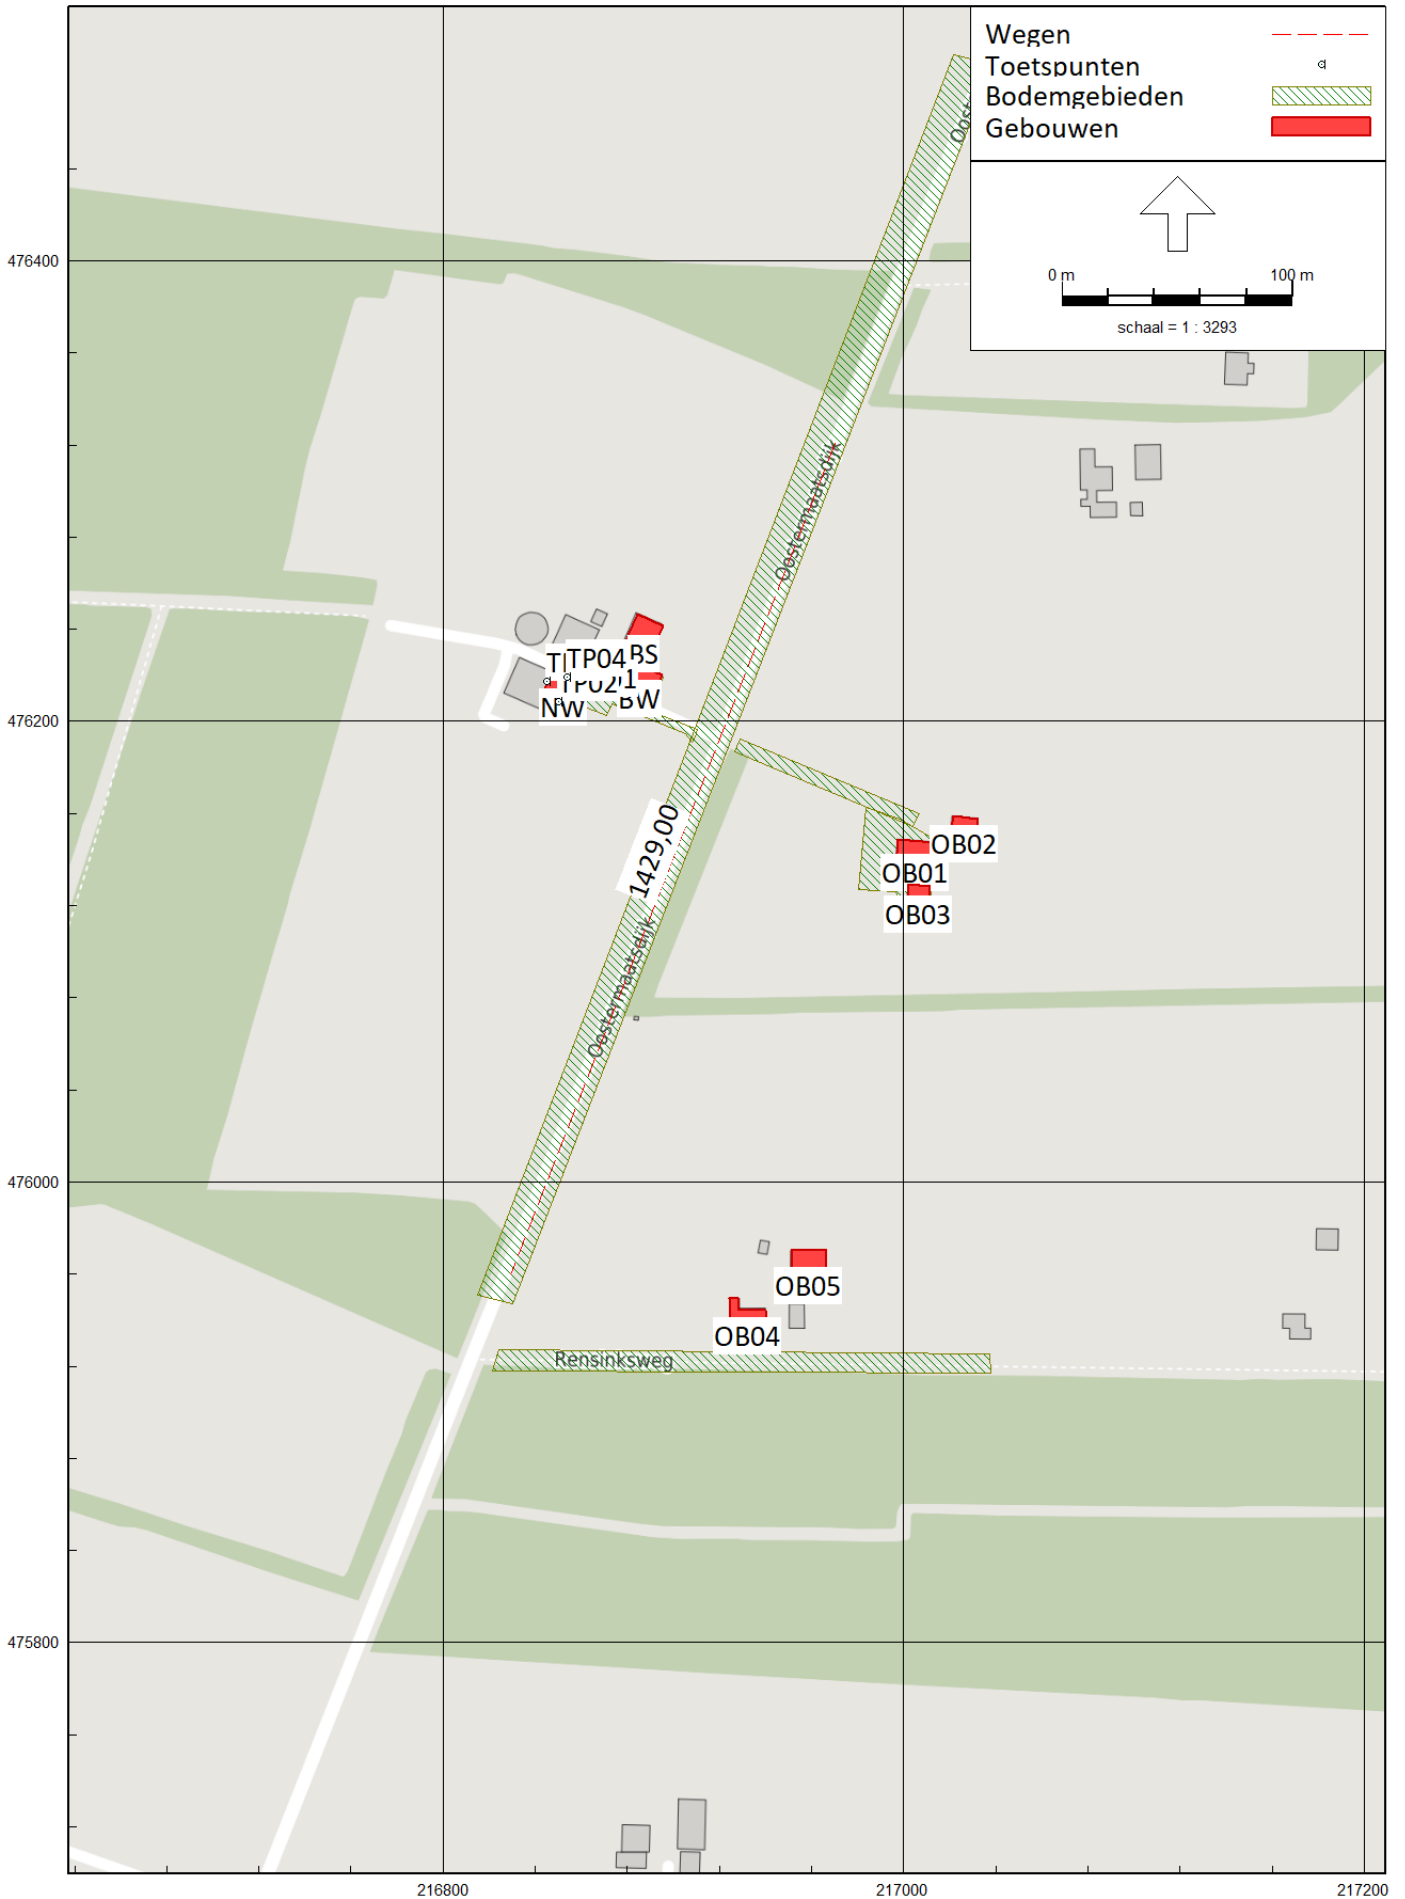 Wegen
Toetspunten
Bodemgebieden
Gebouwen
0 m 100 m
schaal = 1 : 3293
476400
Oostermaatsdijk
TP04
BS
TP02
NW
BW
476200
1429,00
OB02
OB01
OB03
Oostermaatsdijk
476000
OB05
OB04
Rensinksweg
475800
216800 217000 217200